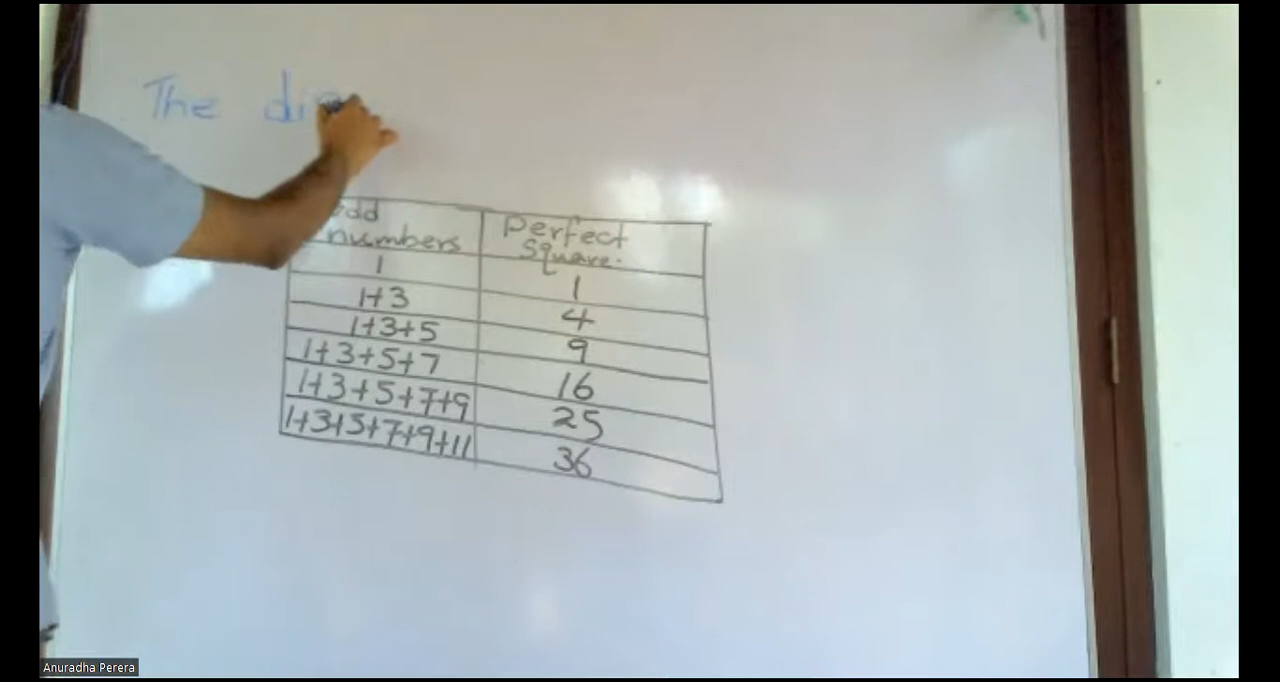 The
odd
numbers
Perfect
Square.
1
1
1+3
4
1+3+5
9
1+3+5+7
16
1+3+5+7+9
25
1+3+5+7+9+11
36
Anuradha Perera